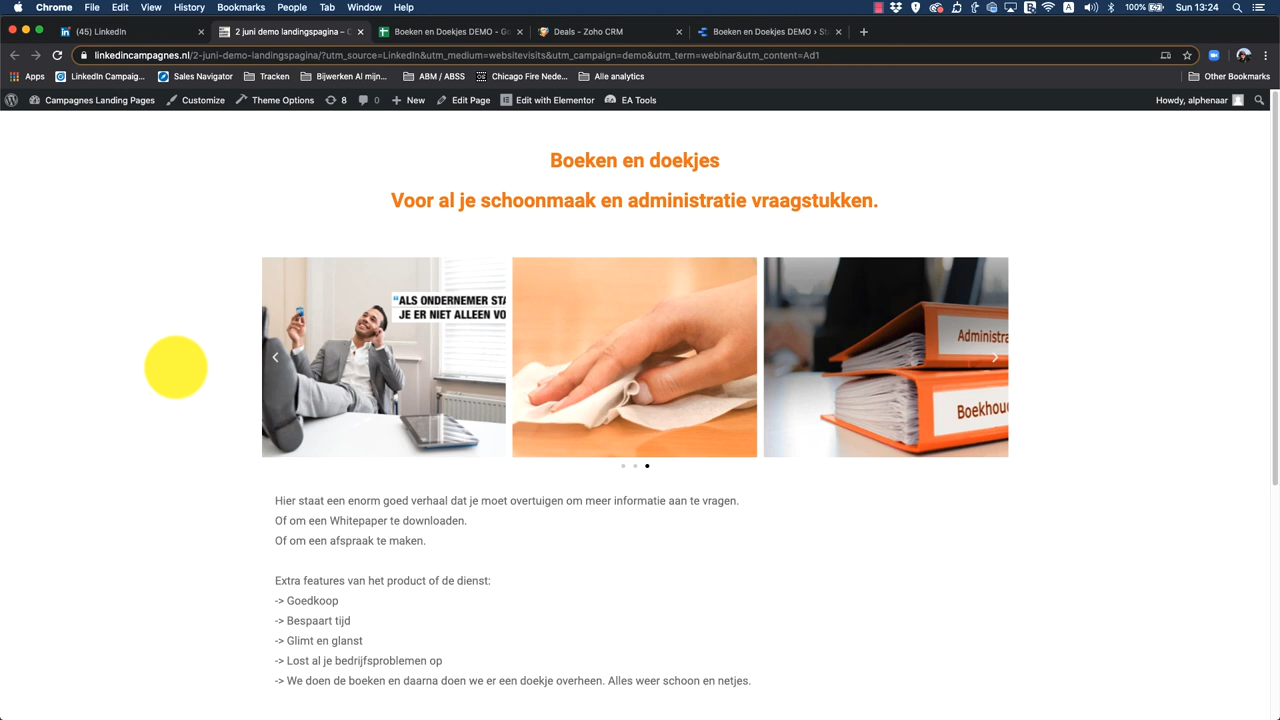 Chrome File Edit View History Bookmarks People Tab Window Help 100% Sun 13:24
(45) LinkedIn
2 juni demo landingspagina – C
Boeken en Doekjes DEMO - Go
Deals - Zoho CRM
Boeken en Doekjes DEMO › St
linkedincampagnes.nl/2-juni-demo-landingspagina/?utm_source=LinkedIn&utm_medium=websitevisits&utm_campaign=demo&utm_term=webinar&utm_content=Ad1
Apps LinkedIn Campaig... Sales Navigator Tracken Bijwerken Al mijn... ABM / ABSS Chicago Fire Nede... All analytics Other Bookmarks
Campagnes Landing Pages Customize Theme Options 8 0 New Edit Page Edit with Elementor EA Tools Howdy, alphenaar
Boeken en doekjes
Voor al je schoonmaak en administratie vraagstukken.
“ALS ONDERNEMER STA
JE ER NIET ALLEEN VO
Administra
Boekhou
Hier staat een enorm goed verhaal dat je moet overtuigen om meer informatie aan te vragen.
Of om een Whitepaper te downloaden.
Of om een afspraak te maken.
Extra features van het product of de dienst:
-> Goedkoop
-> Bespaart tijd
-> Glimt en glanst
-> Lost al je bedrijfsproblemen op
-> We doen de boeken en daarna doen we er een doekje overheen. Alles weer schoon en netjes.